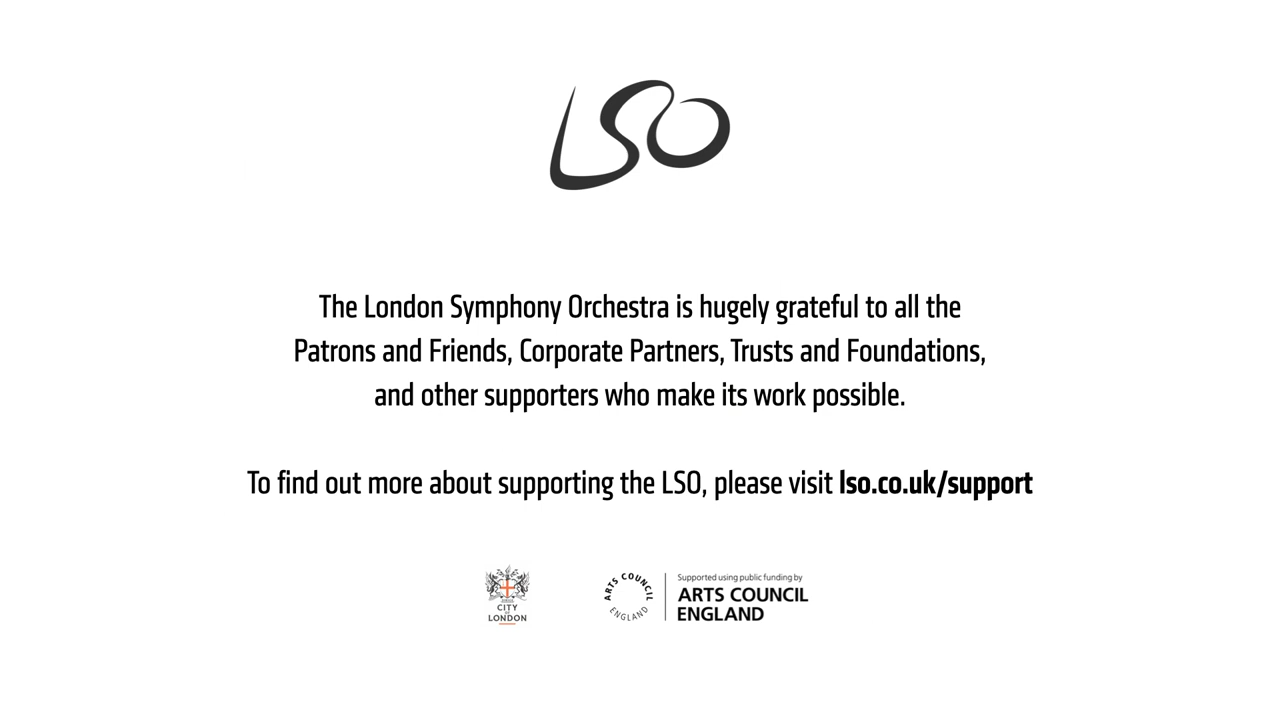 LSO
The London Symphony Orchestra is hugely grateful to all the
Patrons and Friends, Corporate Partners, Trusts and Foundations,
and other supporters who make its work possible.
To find out more about supporting the LSO, please visit lso.co.uk/support
CITY
OF
LONDON
ARTS COUNCIL
ENGLAND
Supported using public funding by
ARTS COUNCIL
ENGLAND